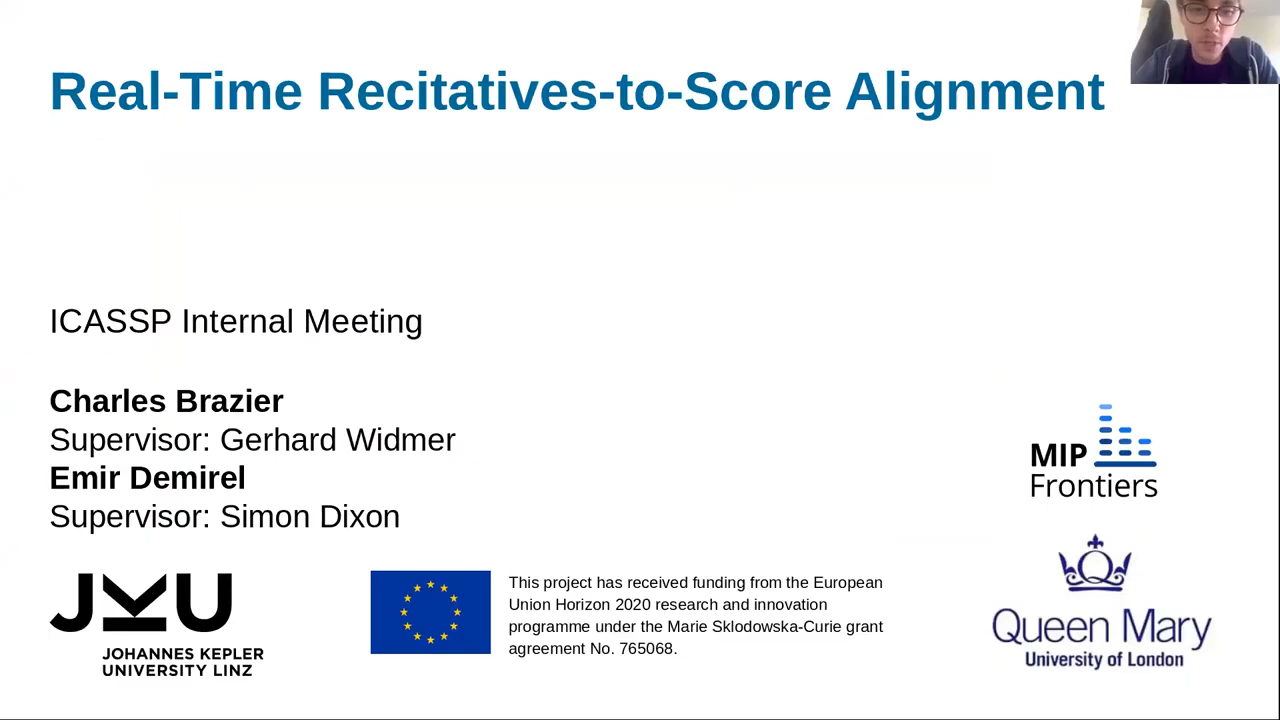 Real-Time Recitatives-to-Score Alignment
ICASSP Internal Meeting
Charles Brazier
Supervisor: Gerhard Widmer
Emir Demirel
Supervisor: Simon Dixon
MIP
Frontiers
JKU
JOHANNES KEPLER
UNIVERSITY LINZ
This project has received funding from the European
Union Horizon 2020 research and innovation
programme under the Marie Sklodowska-Curie grant
agreement No. 765068.
Queen Mary
University of London